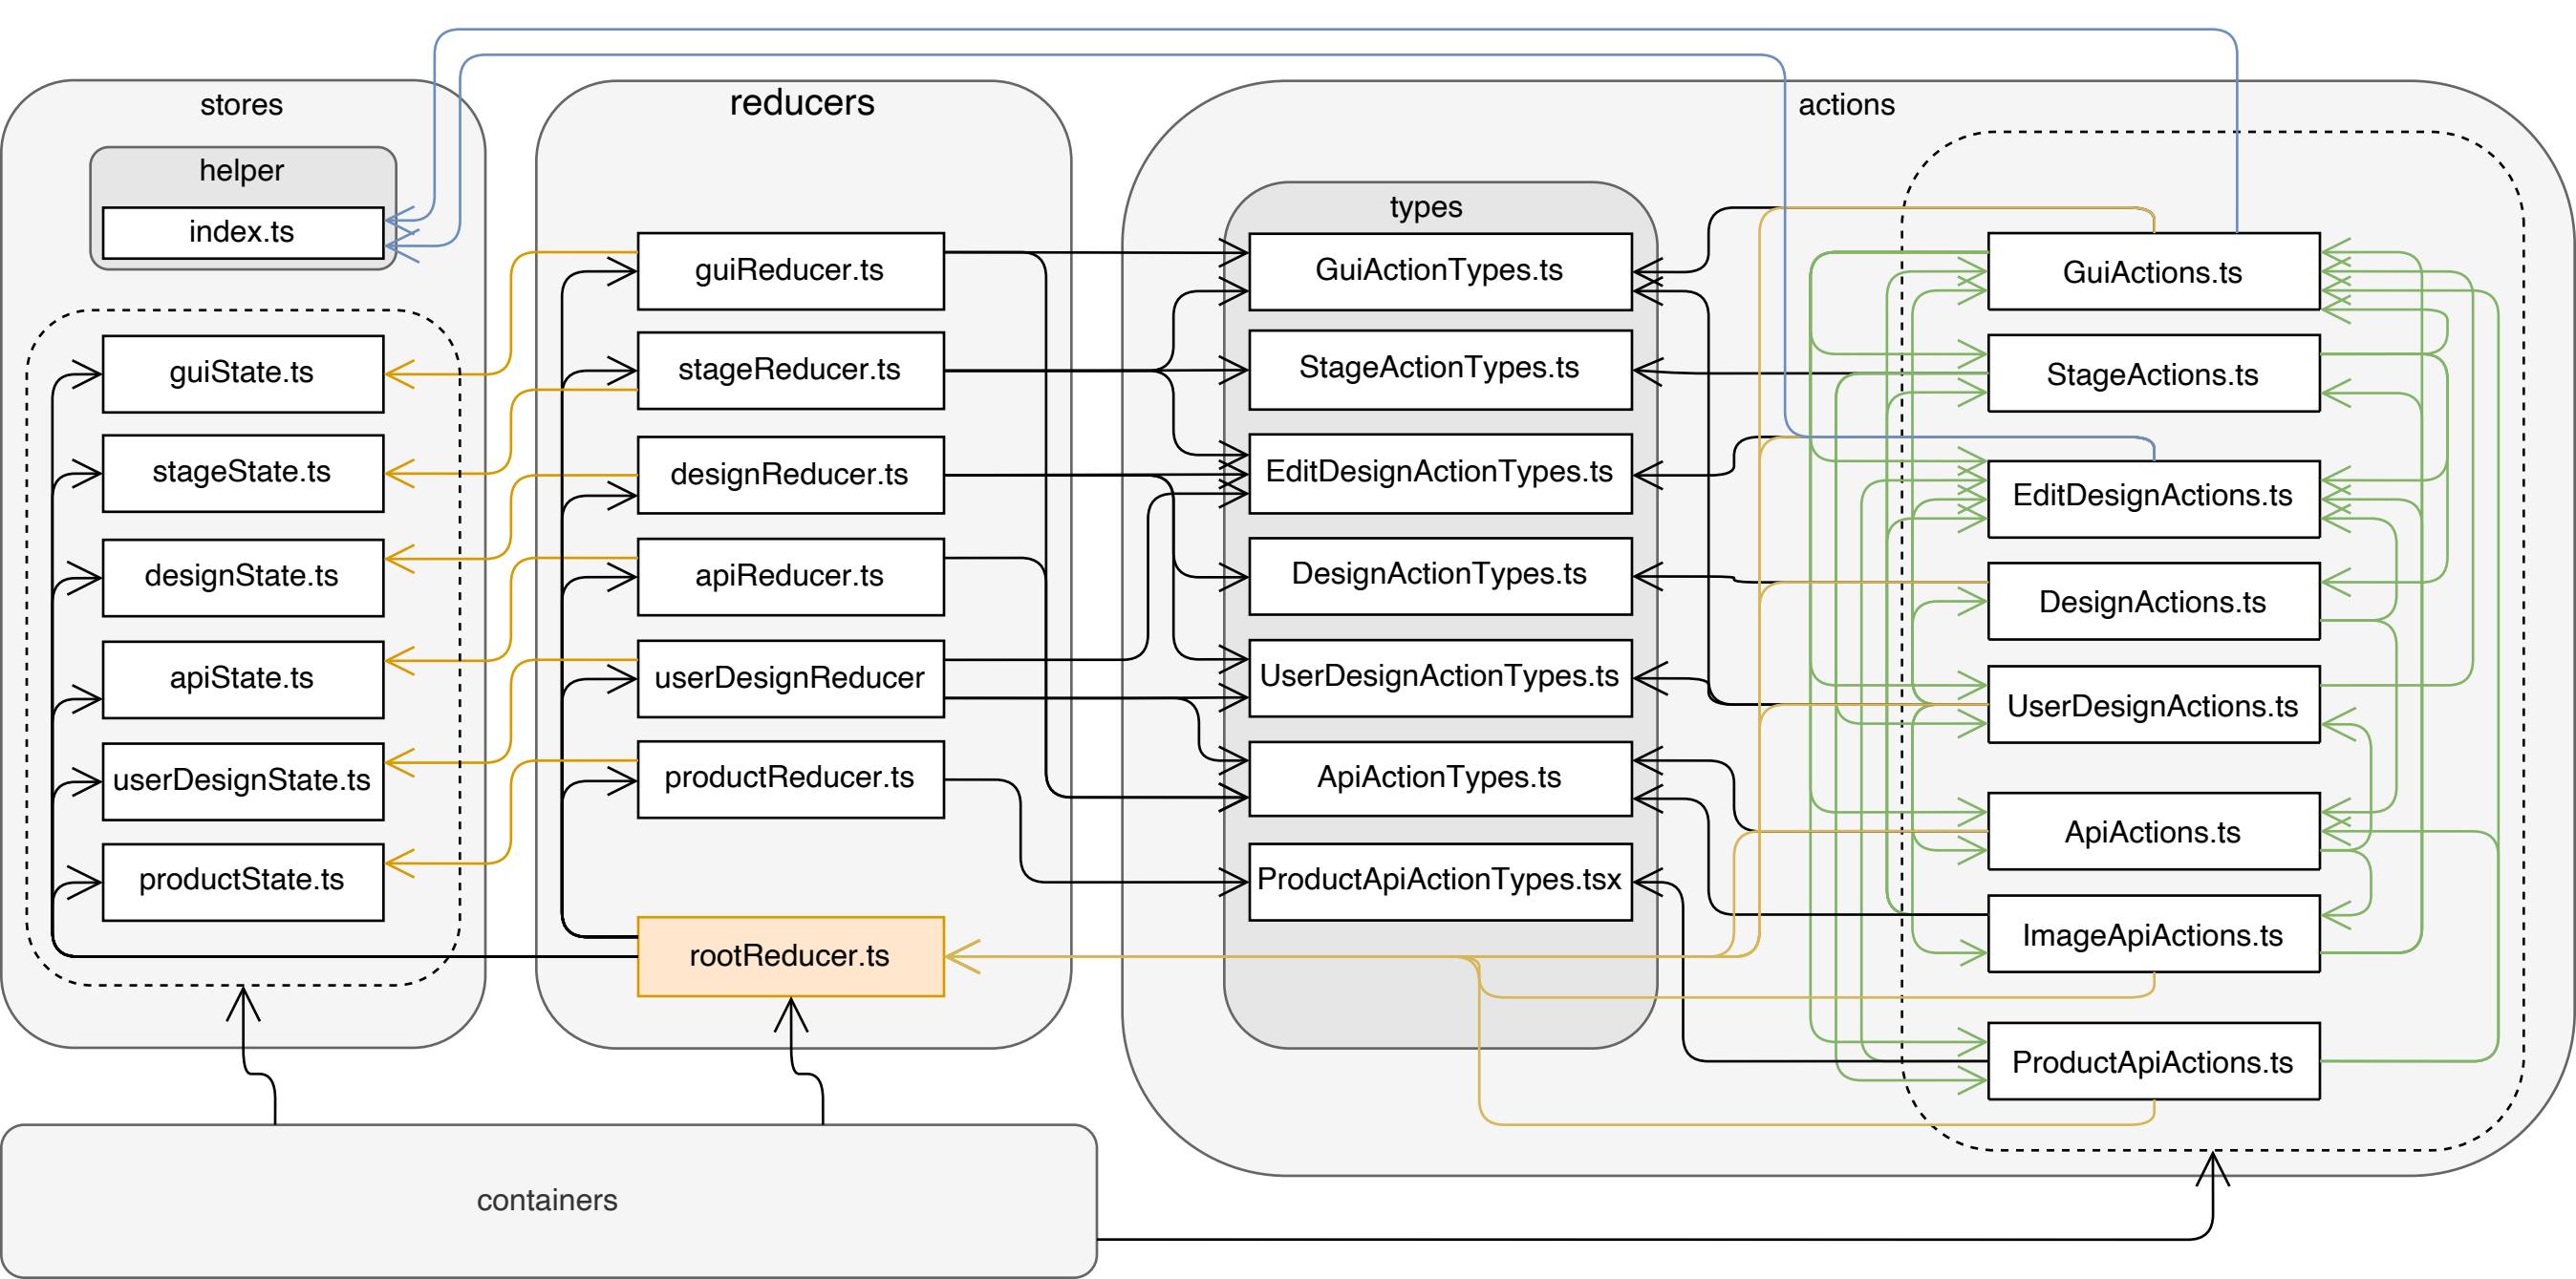 stores
helper
index.ts
guiState.ts
stageState.ts
designState.ts
apiState.ts
userDesignState.ts
productState.ts
reducers
guiReducer.ts
stageReducer.ts
designReducer.ts
apiReducer.ts
userDesignReducer
productReducer.ts
rootReducer.ts
actions
types
GuiActionTypes.ts
StageActionTypes.ts
EditDesignActionTypes.ts
DesignActionTypes.ts
UserDesignActionTypes.ts
ApiActionTypes.ts
ProductApiActionTypes.tsx
GuiActions.ts
StageActions.ts
EditDesignActions.ts
DesignActions.ts
UserDesignActions.ts
ApiActions.ts
ImageApiActions.ts
ProductApiActions.ts
containers